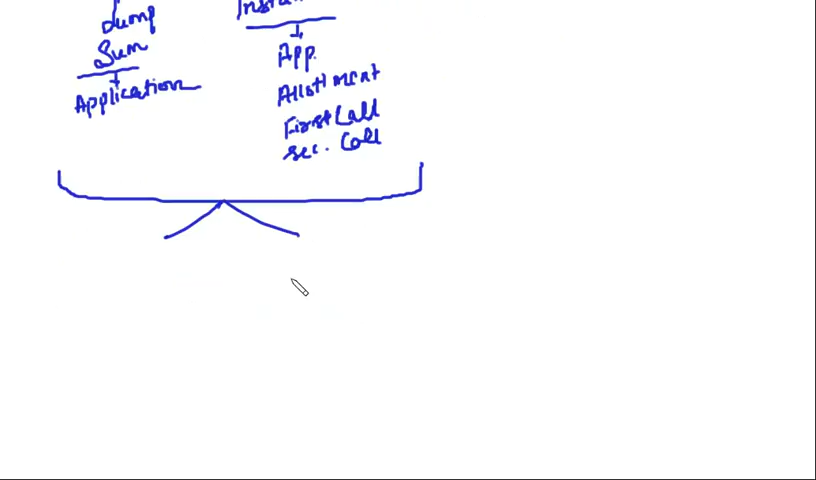 Lump
Sum
Application
App.
Allotment
First Call
sec. Call